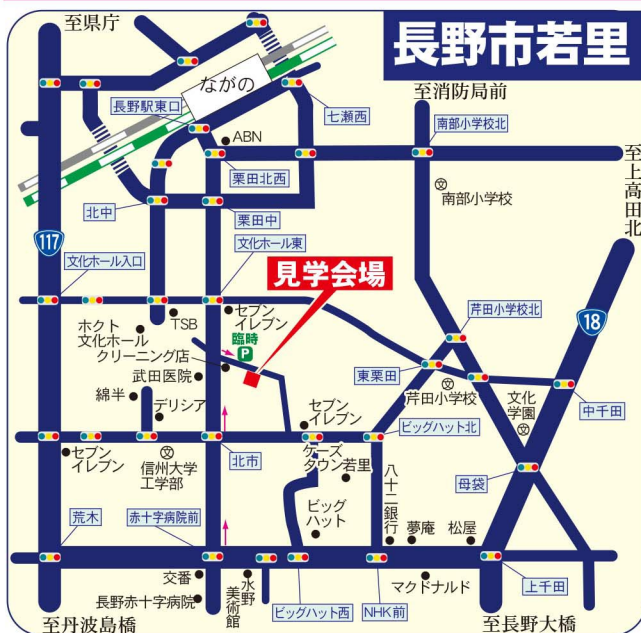 長野市若里
至県庁
ながの
長野駅東口
七瀬西
至消防局前
ABN
南部小学校北
栗田北西
至上高田北
文
南部小学校
北中
栗田中
117
文化ホール入口
文化ホール東
見学会場
18
芹田小学校北
セブン
イレブン
TSB
ホクト
文化ホール
臨時
P
クリーニング店
武田医院
東栗田
文
芹田小学校
文化
学園
文
中千田
綿半
デリシア
セブン
イレブン
ビッグハット北
セブン
イレブン
文
信州大学
工学部
北市
ケーズ
タウン若里
母袋
荒木
赤十字病院前
ビッグ
ハット
八十二銀行
夢庵
松屋
交番
長野赤十字病院
水野
美術館
ビッグハット西
NHK前
マクドナルド
上千田
至丹波島橋
至長野大橋